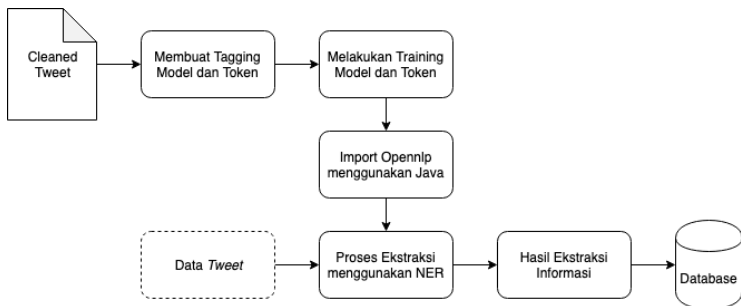 Cleaned
Tweet
Membuat Tagging
Model dan Token
Melakukan Training
Model dan Token
Import Opennlp
menggunakan Java
Data Tweet
Proses Ekstraksi
menggunakan NER
Hasil Ekstraksi
Informasi
Database